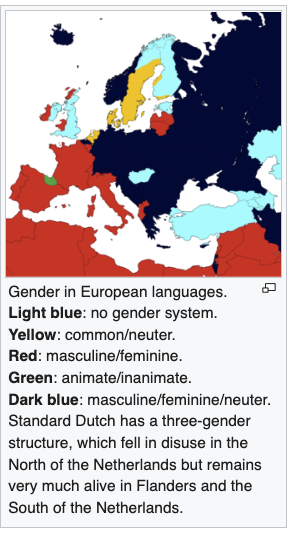 Gender in European languages.
Light blue: no gender system.
Yellow: common/neuter.
Red: masculine/feminine.
Green: animate/inanimate.
Dark blue: masculine/feminine/neuter.
Standard Dutch has a three-gender
structure, which fell in disuse in the
North of the Netherlands but remains
very much alive in Flanders and the
South of the Netherlands.